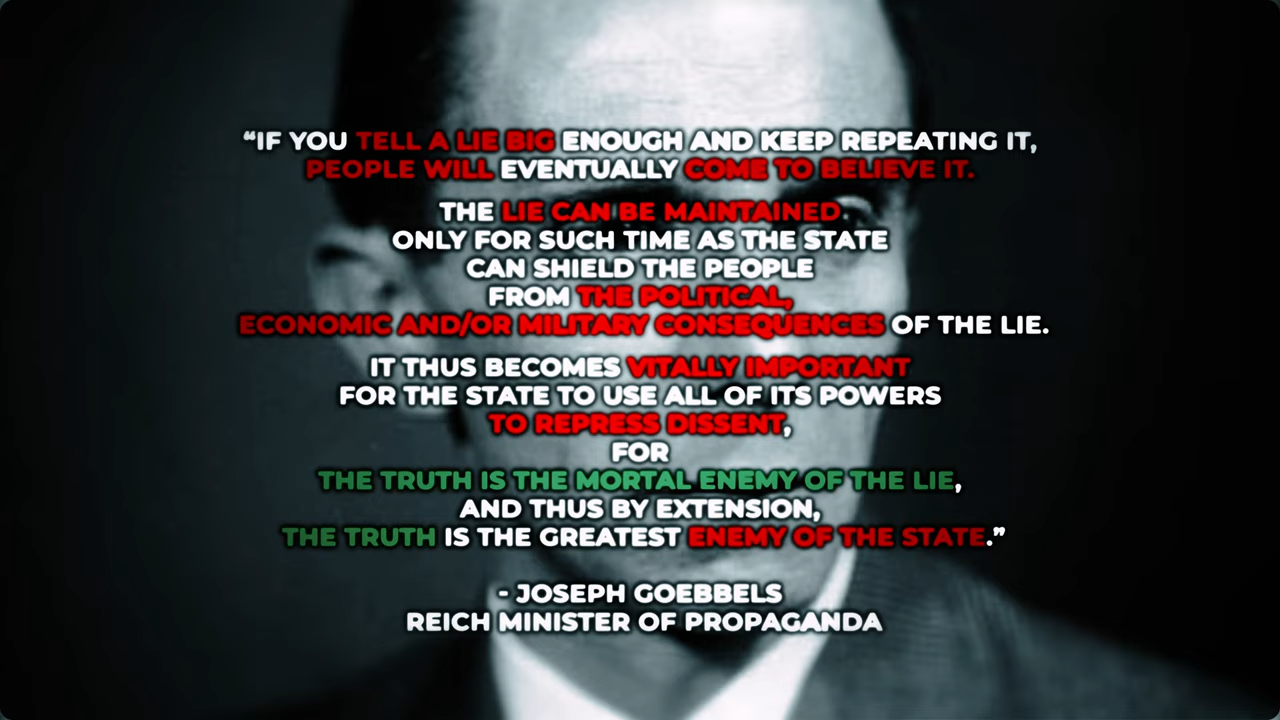 “IF YOU TELL A LIE BIG ENOUGH AND KEEP REPEATING IT,
PEOPLE WILL EVENTUALLY COME TO BELIEVE IT.
THE LIE CAN BE MAINTAINED
ONLY FOR SUCH TIME AS THE STATE
CAN SHIELD THE PEOPLE
FROM THE POLITICAL,
ECONOMIC AND/OR MILITARY CONSEQUENCES OF THE LIE.
IT THUS BECOMES VITALLY IMPORTANT
FOR THE STATE TO USE ALL OF ITS POWERS
TO REPRESS DISSENT,
FOR
THE TRUTH IS THE MORTAL ENEMY OF THE LIE,
AND THUS BY EXTENSION,
THE TRUTH IS THE GREATEST ENEMY OF THE STATE.”
- JOSEPH GOEBBELS
REICH MINISTER OF PROPAGANDA